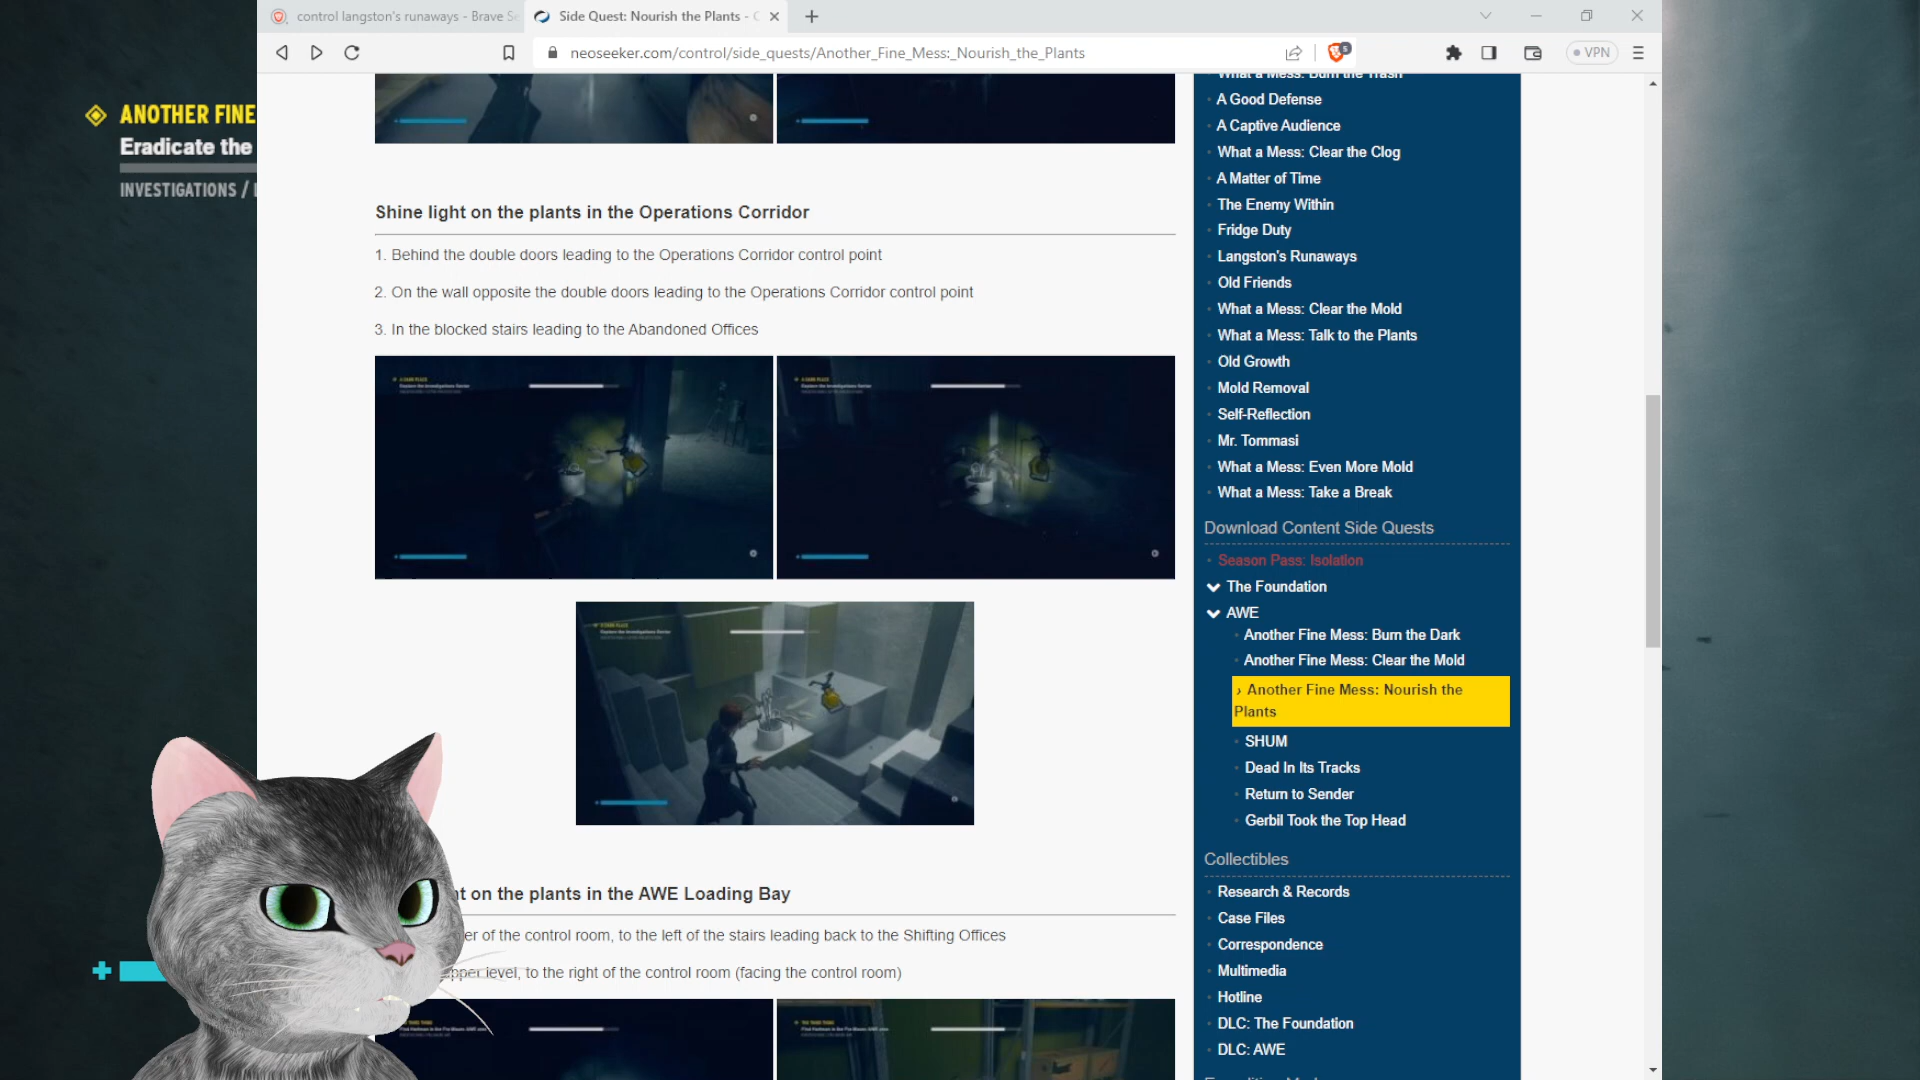 control langston's runaways - Brave Se
Side Quest: Nourish the Plants - C
neoseeker.com/control/side_quests/Another_Fine_Mess:_Nourish_the_Plants
5
VPN
ANOTHER FINE
Eradicate the
INVESTIGATIONS /
Shine light on the plants in the Operations Corridor
1. Behind the double doors leading to the Operations Corridor control point
2. On the wall opposite the double doors leading to the Operations Corridor control point
3. In the blocked stairs leading to the Abandoned Offices
on the plants in the AWE Loading Bay
of the control room, to the left of the stairs leading back to the Shifting Offices
level, to the right of the control room (facing the control room)
What a Mess: Burn the Trash
A Good Defense
A Captive Audience
What a Mess: Clear the Clog
A Matter of Time
The Enemy Within
Fridge Duty
Langston's Runaways
Old Friends
What a Mess: Clear the Mold
What a Mess: Talk to the Plants
Old Growth
Mold Removal
Self-Reflection
Mr. Tommasi
What a Mess: Even More Mold
What a Mess: Take a Break
Download Content Side Quests
Season Pass: Isolation
The Foundation
AWE
Another Fine Mess: Burn the Dark
Another Fine Mess: Clear the Mold
› Another Fine Mess: Nourish the
Plants
SHUM
Dead In Its Tracks
Return to Sender
Gerbil Took the Top Head
Collectibles
Research & Records
Case Files
Correspondence
Multimedia
Hotline
DLC: The Foundation
DLC: AWE